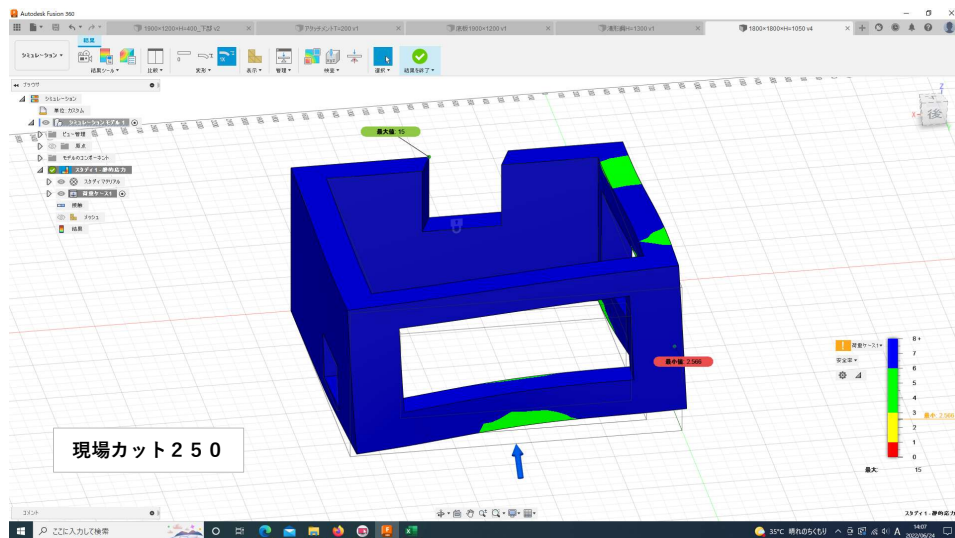 Autodesk Fusion 360
1800×1200×H=400_下部 v2
アタッチメントT=200 v1
底板1900×1200 v1
1800×1800×H=1050 v4
シミュレーション
結果
結果ツール
比較
変形
表示
管理
検査
選択
結果を終了
ブラウザ
シミュレーション
単位: カスタム
シミュレーション モデル 1
ビュー管理
原点
モデルのコンポーネント
スタディ 1 - 静的応力
スタディ マテリアル
荷重ケース1
接触
メッシュ
結果
最大値: 15
最小値: 2.566
後
Z
X
荷重ケース1
安全率
8+
7
6
5
4
3
最小: 2.566
2
1
0
最大: 15
現場カット250
コメント
スタディ 1 - 静的応力
ここに入力して検索
35°C 晴れのちくもり
A
14:07
2022/06/24